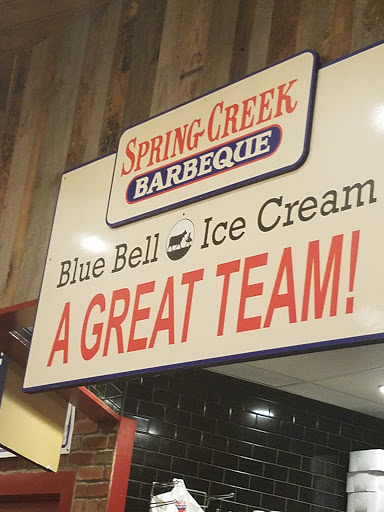 SPRING CREEK
BARBEQUE
Blue Bell Ice Cream
A GREAT TEAM!